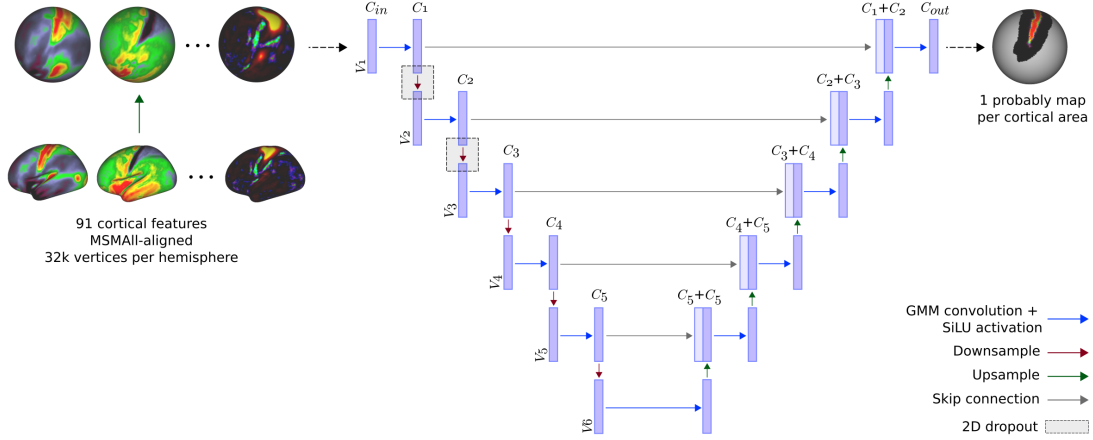 C_in C_1 C_1+C_2 C_out
V_1
C_2 C_2+C_3
V_2
1 probably map
per cortical area
C_3 C_3+C_4
V_3
91 cortical features
MSMAll-aligned
32k vertices per hemisphere
C_4 C_4+C_5
V_4
C_5 C_5+C_5
V_5
V_6
GMM convolution +
SiLU activation
Downsample
Upsample
Skip connection
2D dropout